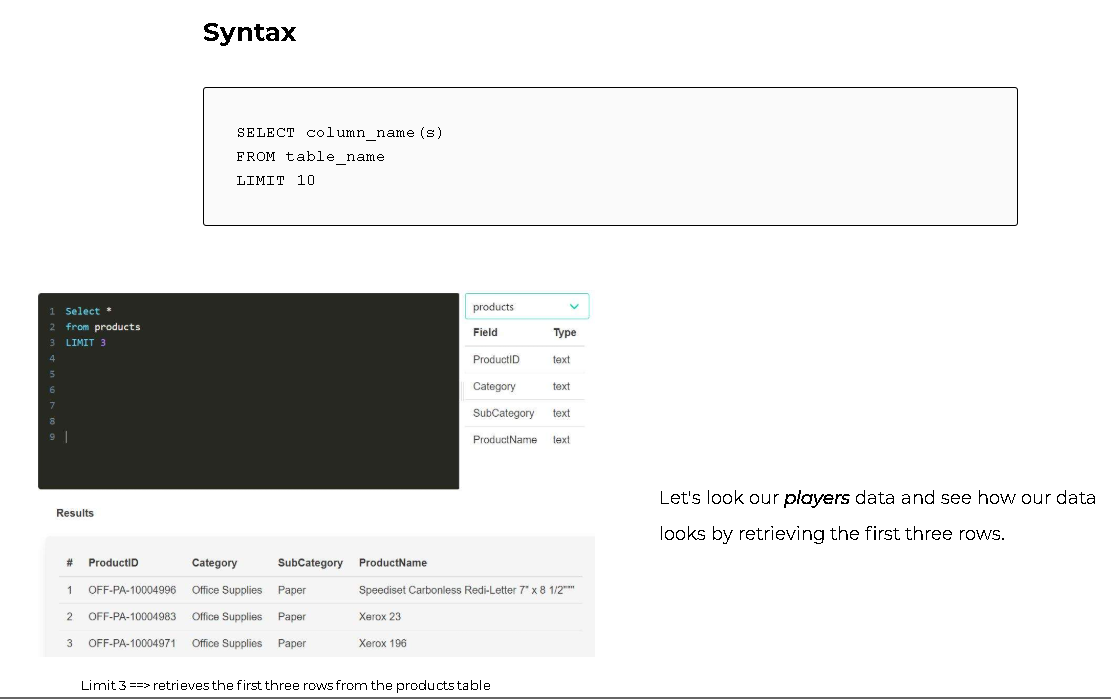 Syntax
SELECT column_name(s)
FROM table_name
LIMIT 10
1 Select *
2 from products
3 LIMIT 3
4
5
6
7
8
9
products
Field Type
ProductID text
Category text
SubCategory text
ProductName text
Results
# ProductID Category SubCategory ProductName
1 OFF-PA-10004996 Office Supplies Paper Speediset Carbonless Redi-Letter 7" x 8 1/2"""
2 OFF-PA-10004983 Office Supplies Paper Xerox 23
3 OFF-PA-10004971 Office Supplies Paper Xerox 196
Limit 3 ==> retrieves the first three rows from the products table
Let's look our players data and see how our data
looks by retrieving the first three rows.